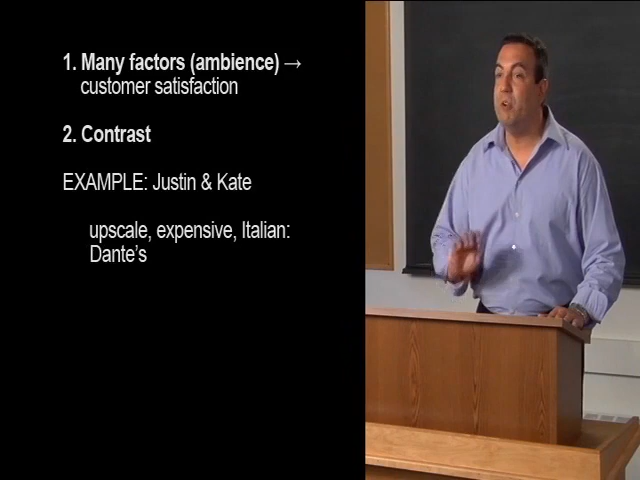 1. Many factors (ambience) →
customer satisfaction
2. Contrast
EXAMPLE: Justin & Kate
upscale, expensive, Italian:
Dante's